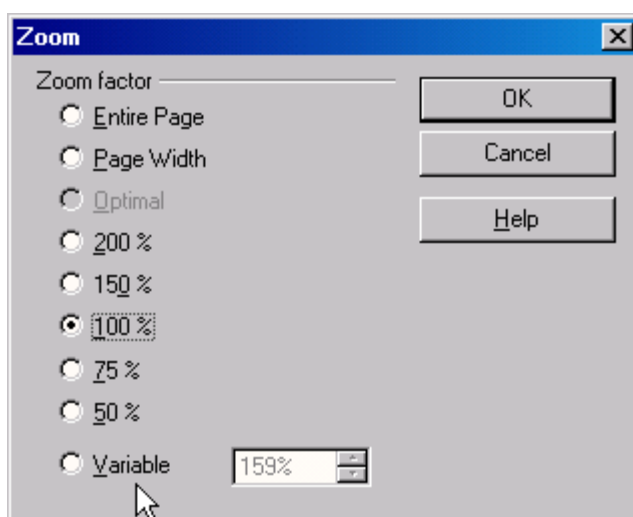 Zoom
Zoom factor
Entire Page
Page Width
Optimal
200 %
150 %
100 %
75 %
50 %
Variable
159%
OK
Cancel
Help